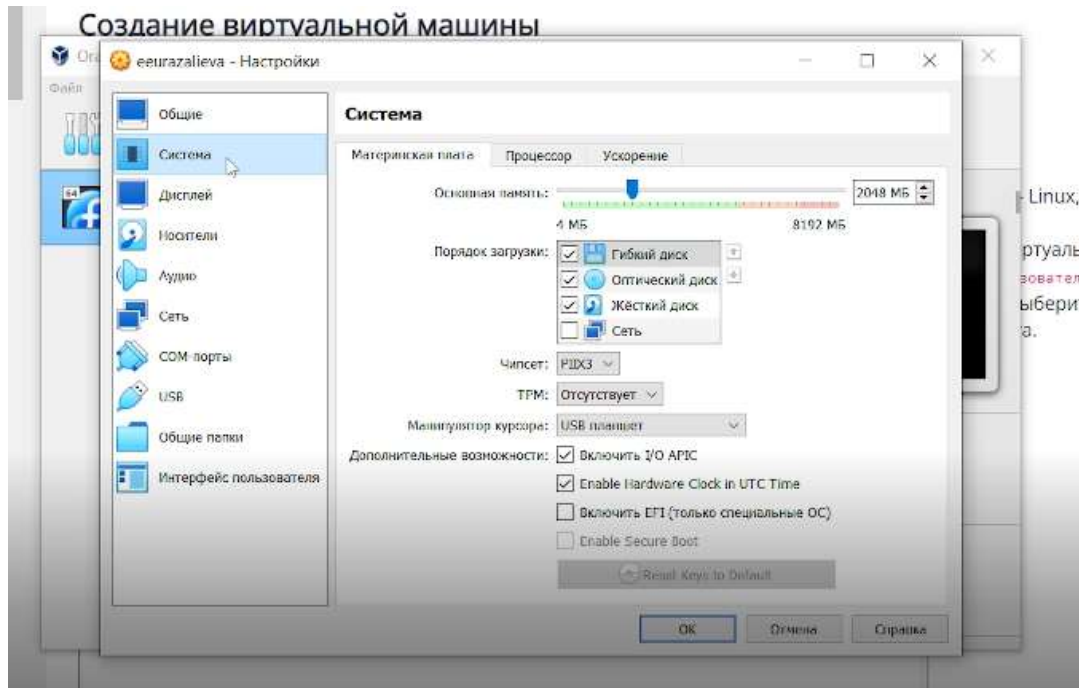 Создание виртуальной машины
Ora
eeurazalieva - Настройки
Файл
Общие
Система
Дисплей
Носители
Аудио
Сеть
COM-порты
USB
Общие папки
Интерфейс пользователя
Система
Материнская плата Процессор Ускорение
Основная память: 2048 МБ
4 МБ 8192 МБ
Порядок загрузки:
Гибкий диск
Оптический диск
Жёсткий диск
Сеть
Чипсет: PIIX3
TPM: Отсутствует
Манипулятор курсора: USB планшет
Дополнительные возможности: Включить I/O APIC
Enable Hardware Clock in UTC Time
Включить EFI (только специальные ОС)
Enable Secure Boot
Reset Keys to Default
OK Отмена Справка
64
Linux,
ртуаль
зовател
ыбери
а.